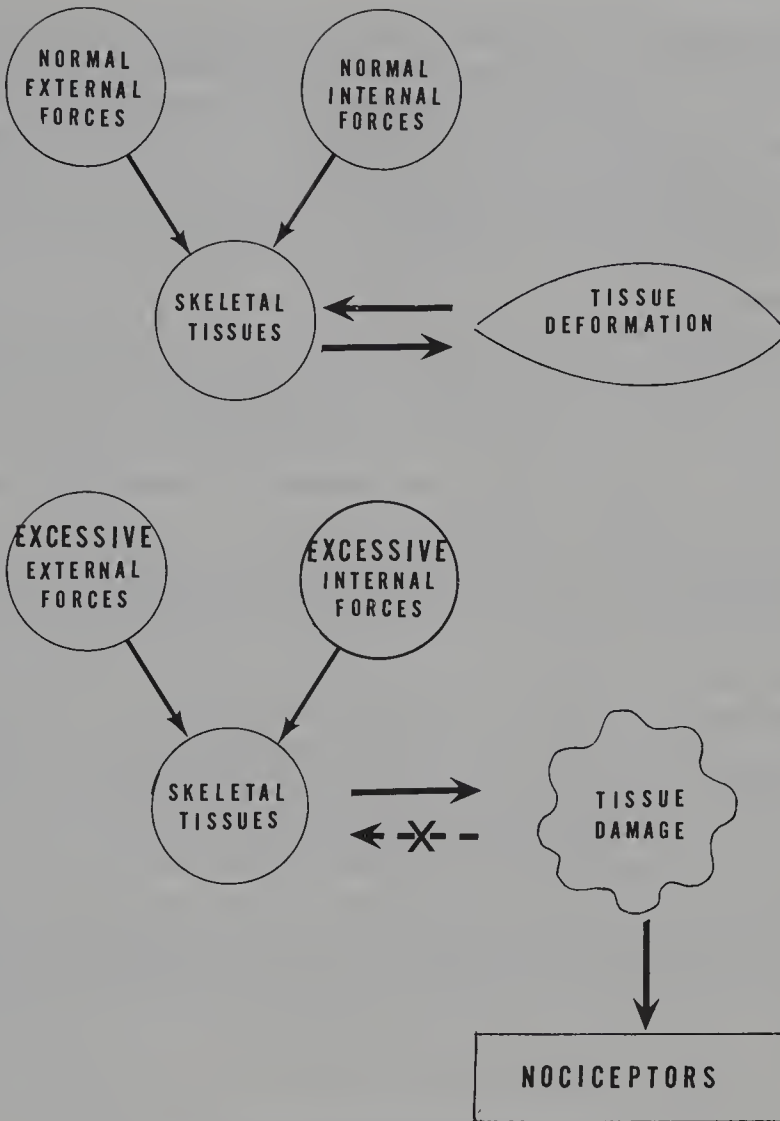 NORMAL
EXTERNAL
FORCES
NORMAL
INTERNAL
FORCES
SKELETAL
TISSUES
TISSUE
DEFORMATION
EXCESSIVE
EXTERNAL
FORCES
EXCESSIVE
INTERNAL
FORCES
SKELETAL
TISSUES
X
TISSUE
DAMAGE
NOCICEPTORS